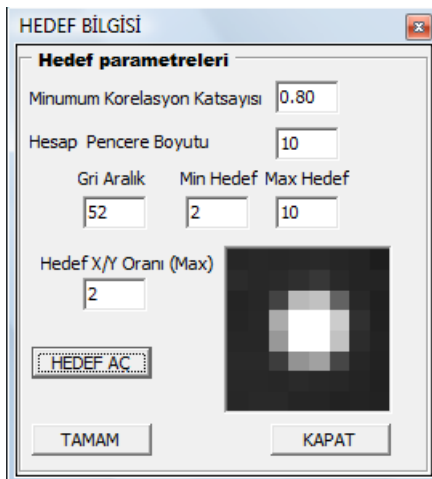 HEDEF BİLGİSİ
Hedef parametreleri
Minumum Korelasyon Katsayısı 0.80
Hesap Pencere Boyutu 10
Gri Aralık Min Hedef Max Hedef
52 2 10
Hedef X/Y Oranı (Max)
2
HEDEF AÇ
TAMAM KAPAT